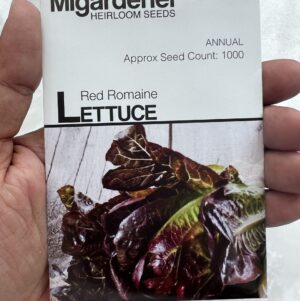 Migardener
HEIRLOOM SEEDS
ANNUAL
Approx Seed Count: 1000
Red Romaine
LETTUCE